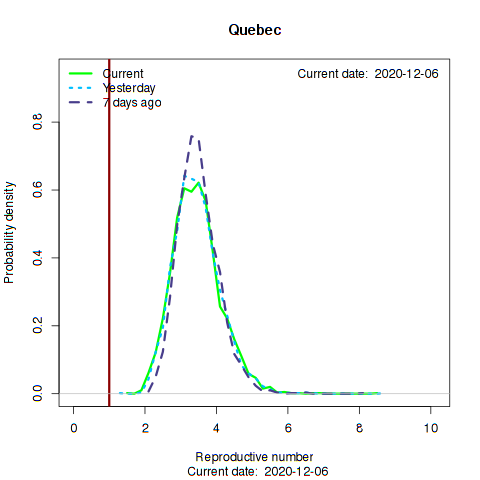 Quebec
Current
Yesterday
7 days ago
Current date: 2020-12-06
Probability density
0.0
0.2
0.4
0.6
0.8
0
2
4
6
8
10
Reproductive number
Current date: 2020-12-06